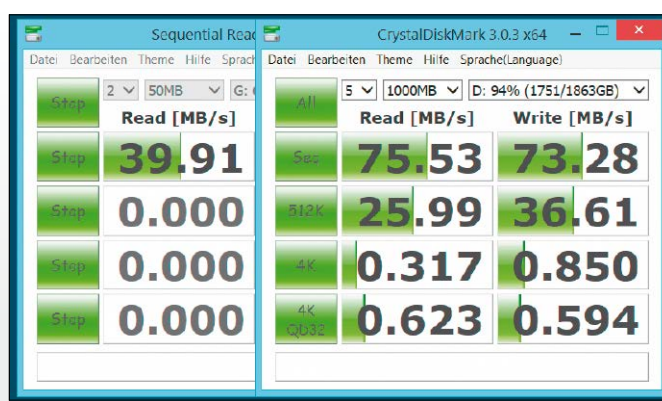 Sequential Read
Datei Bearbeiten Theme Hilfe Sprach
Stop
2 50MB G:
Read [MB/s]
Stop 39.91
Stop 0.000
Stop 0.000
Stop 0.000
CrystalDiskMark 3.0.3 x64
Datei Bearbeiten Theme Hilfe Sprache(Language)
All
5 1000MB D: 94% (1751/1863GB)
Read [MB/s] Write [MB/s]
Seq 75.53 73.28
512K 25.99 36.61
4K 0.317 0.850
4K
QD32 0.623 0.594